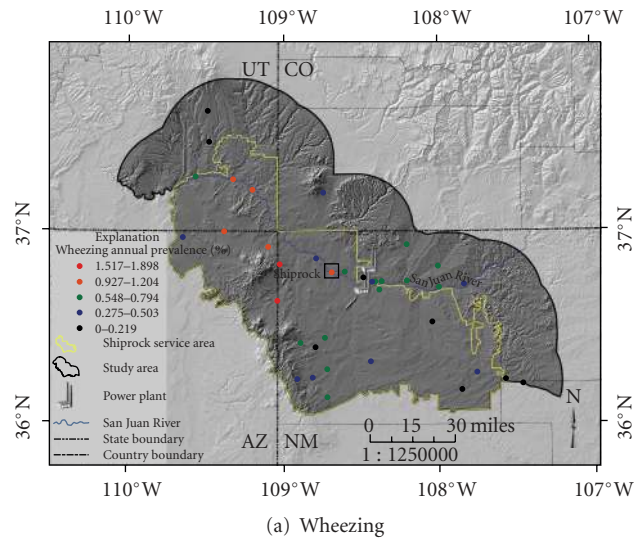 110°W 109°W 108°W 107°W
UT CO
37°N
37°N
Explanation
Wheezing annual prevalence (‰)
1.517–1.898
0.927–1.204
0.548–0.794
0.275–0.503
0–0.219
Shiprock service area
Study area
Power plant
San Juan River
State boundary
Country boundary
Shiprock
San Juan River
36°N
36°N
AZ NM
0 15 30 miles
1 : 1250000
N
110°W 109°W 108°W 107°W
(a) Wheezing